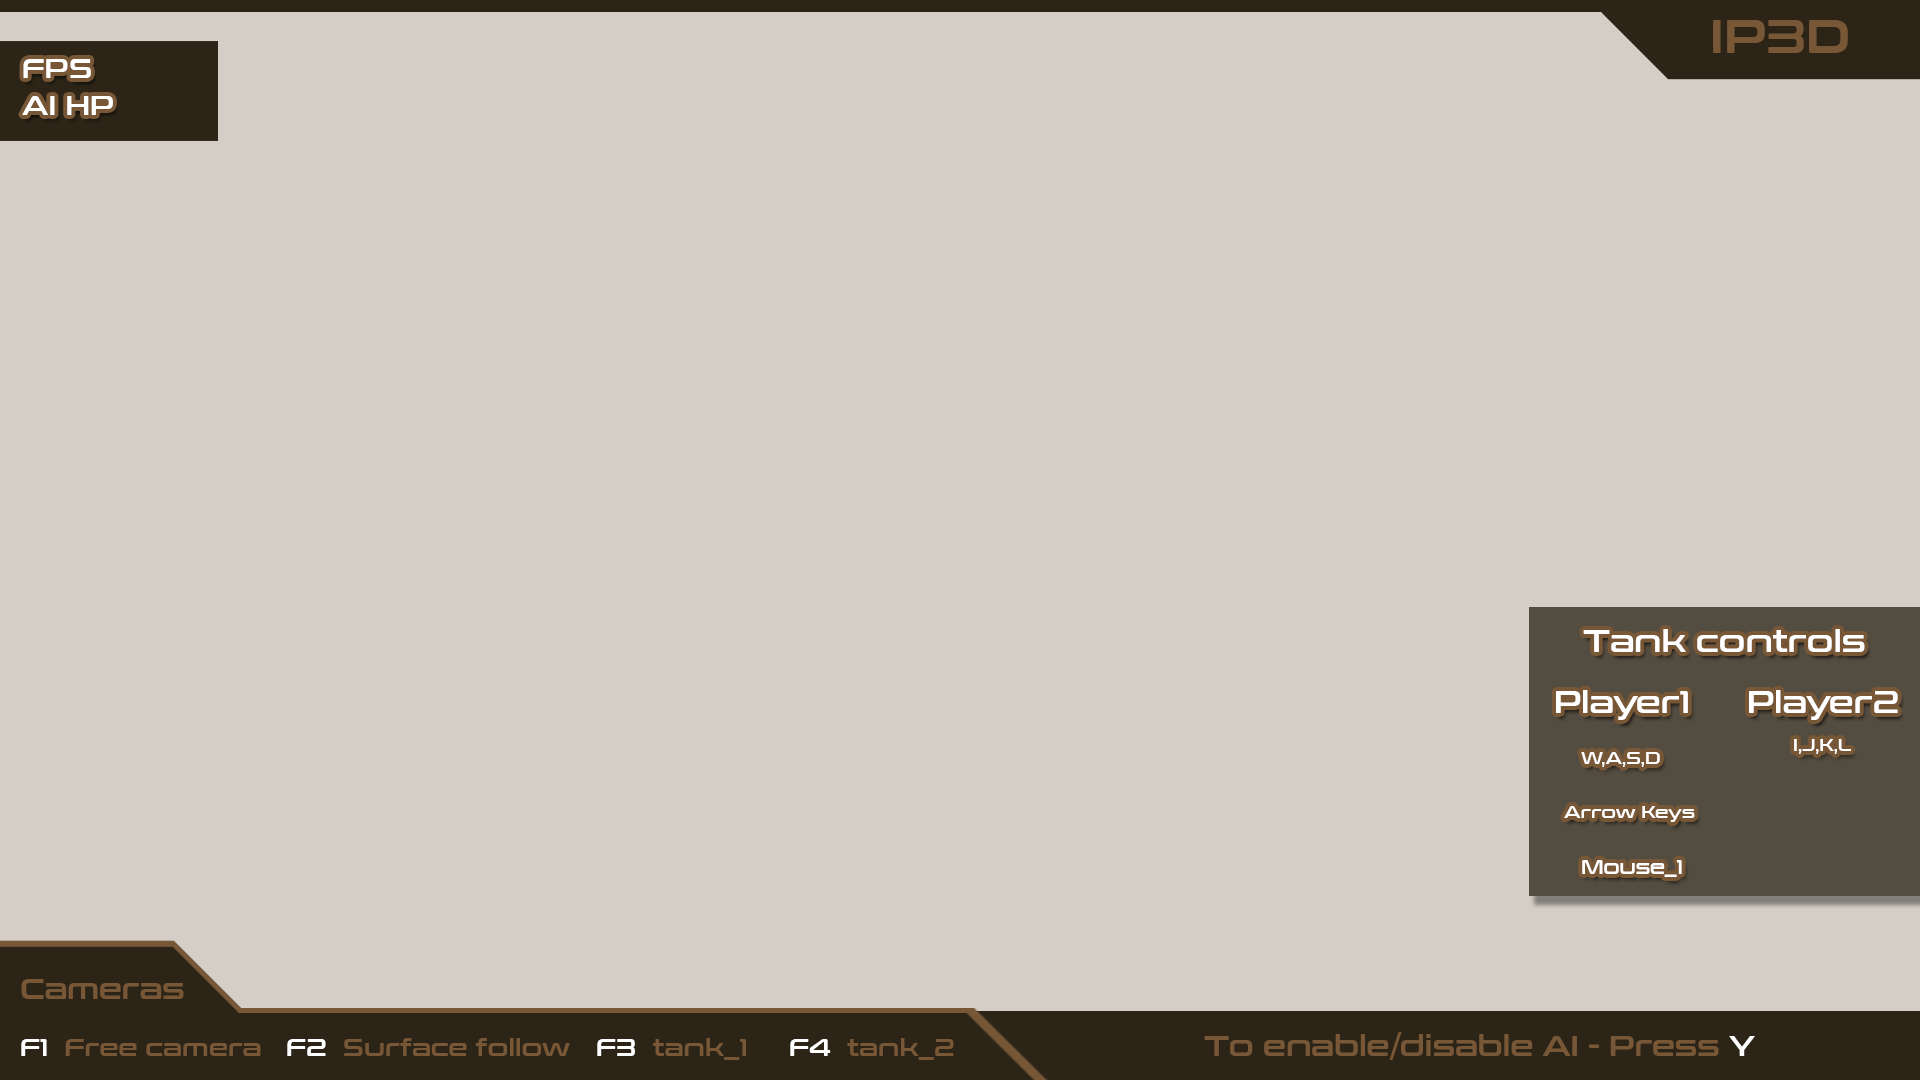 IP3D
FPS
AI HP
Tank controls
Player1 Player2
W,A,S,D I,J,K,L
Arrow Keys
Mouse_1
Cameras
F1 Free camera F2 Surface follow F3 tank_1 F4 tank_2
To enable/disable AI - Press Y